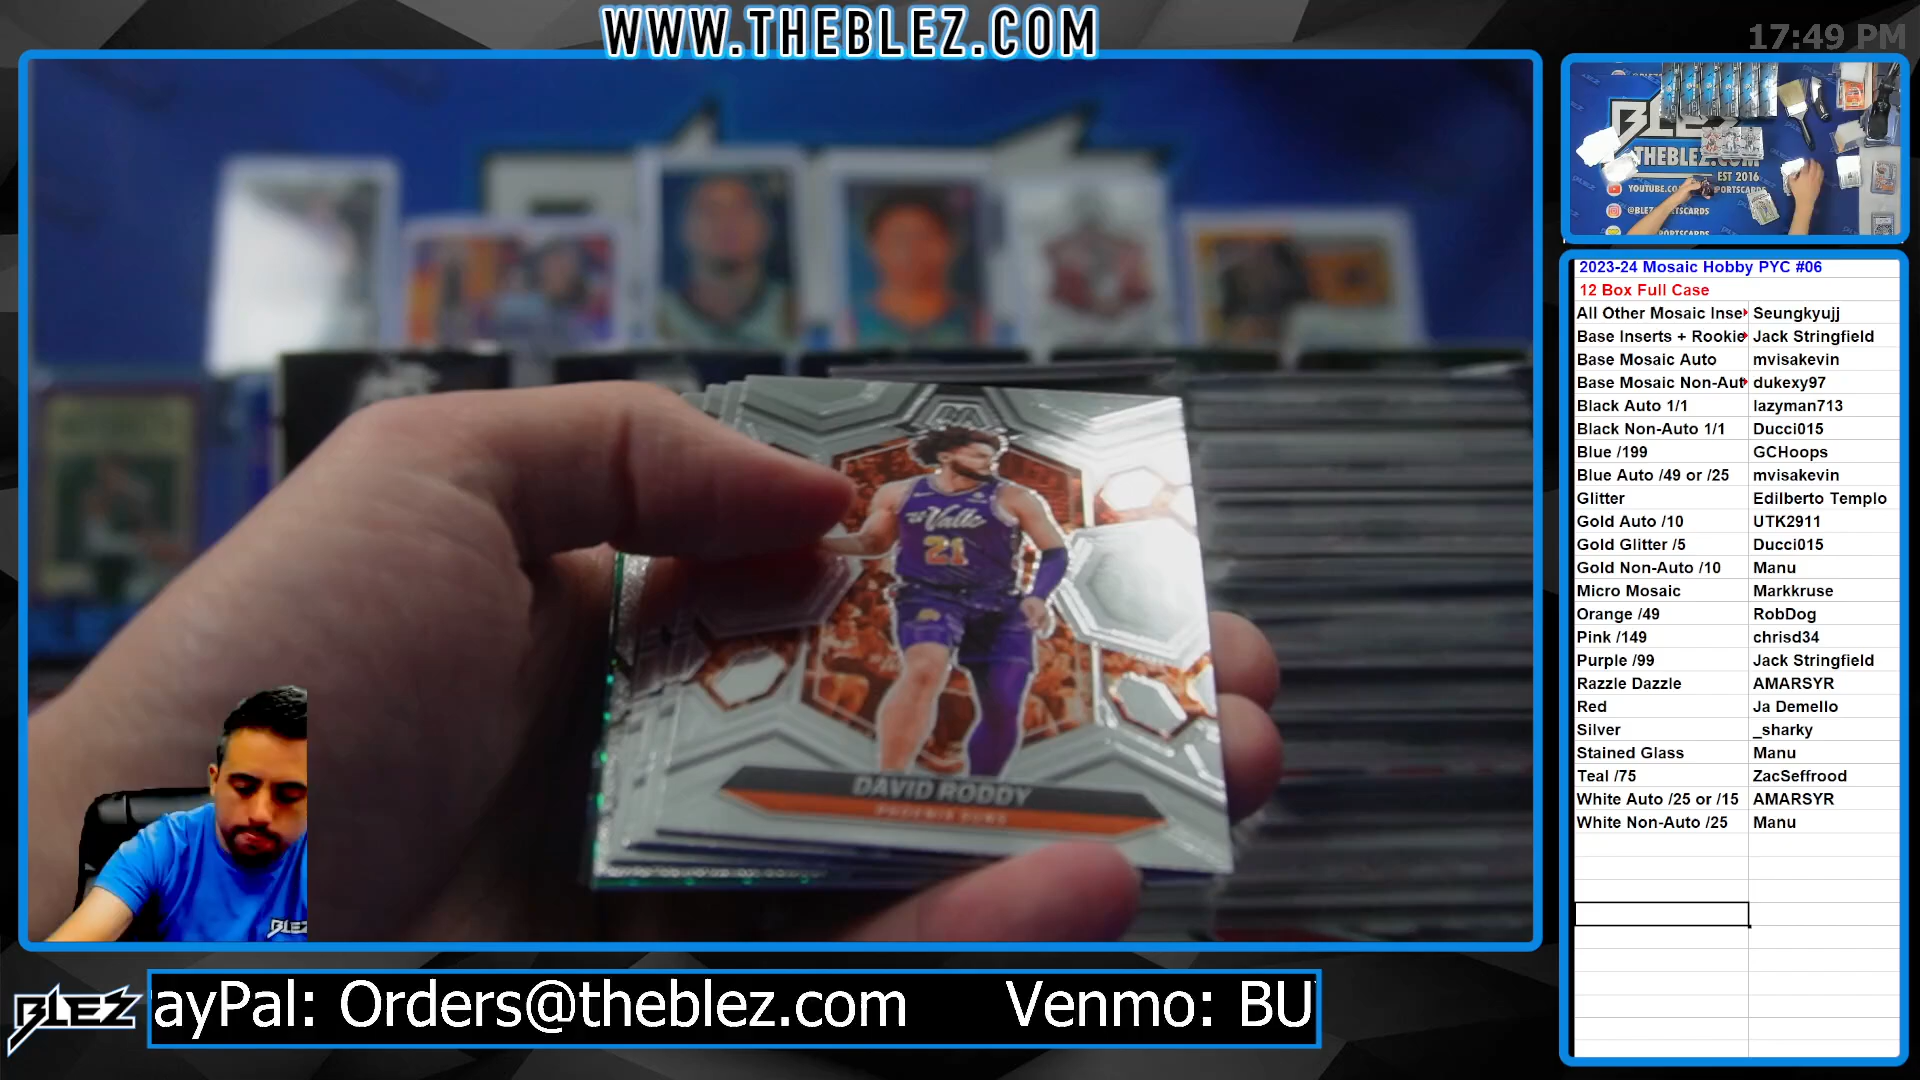 WWW.THEBLEZ.COM
17:49 PM
BLEZ
THEBLEZ.COM
EST 2016
2023-24 Mosaic Hobby PYC #06
12 Box Full Case
All Other Mosaic Inse Seungkyujj
Base Inserts + Rookie Jack Stringfield
Base Mosaic Auto mvisakevin
Base Mosaic Non-Aut dukexy97
Black Auto 1/1 lazyman713
Black Non-Auto 1/1 Ducci015
Blue /199 GCHoops
Blue Auto /49 or /25 mvisakevin
Glitter Edilberto Templo
Gold Auto /10 UTK2911
Gold Glitter /5 Ducci015
Gold Non-Auto /10 Manu
Micro Mosaic Markkruse
Orange /49 RobDog
Pink /149 chrisd34
Purple /99 Jack Stringfield
Razzle Dazzle AMARSYR
Red Ja Demello
Silver _sharky
Stained Glass Manu
Teal /75 ZacSeffrood
White Auto /25 or /15 AMARSYR
White Non-Auto /25 Manu
Valle
21
DAVID RODDY
PHOENIX SUNS
BLEZ
BLEZ
ayPal: Orders@theblez.com Venmo: BU